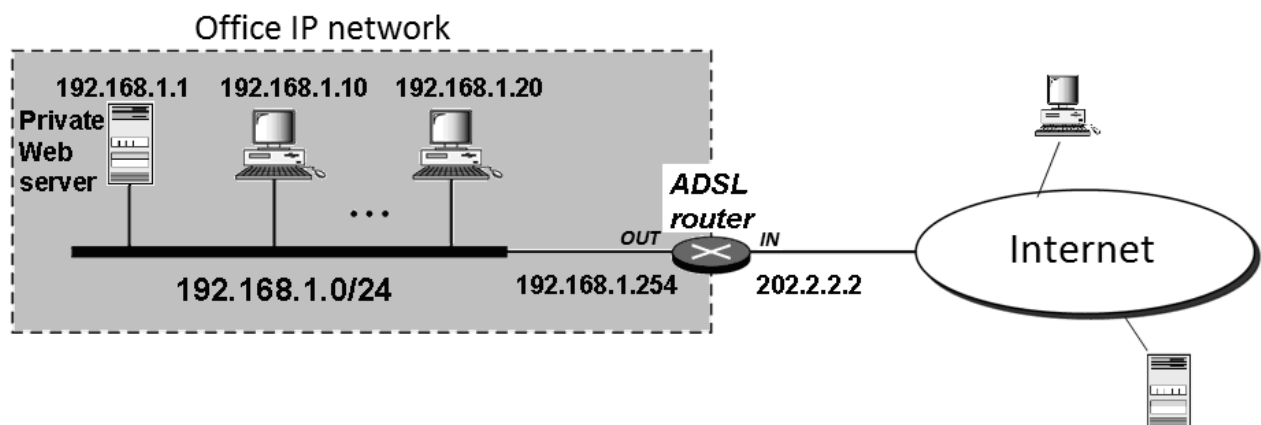 Office IP network
192.168.1.1 192.168.1.10 192.168.1.20
Private
Web
server
...
ADSL
router
OUT IN
192.168.1.0/24 192.168.1.254 202.2.2.2
Internet